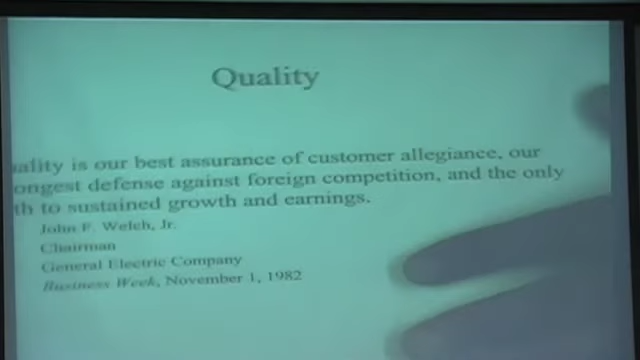 Quality
uality is our best assurance of customer allegiance, our
ongest defense against foreign competition, and the only
th to sustained growth and earnings.
John F. Welch, Jr.
Chairman
General Electric Company
Business Week, November 1, 1982